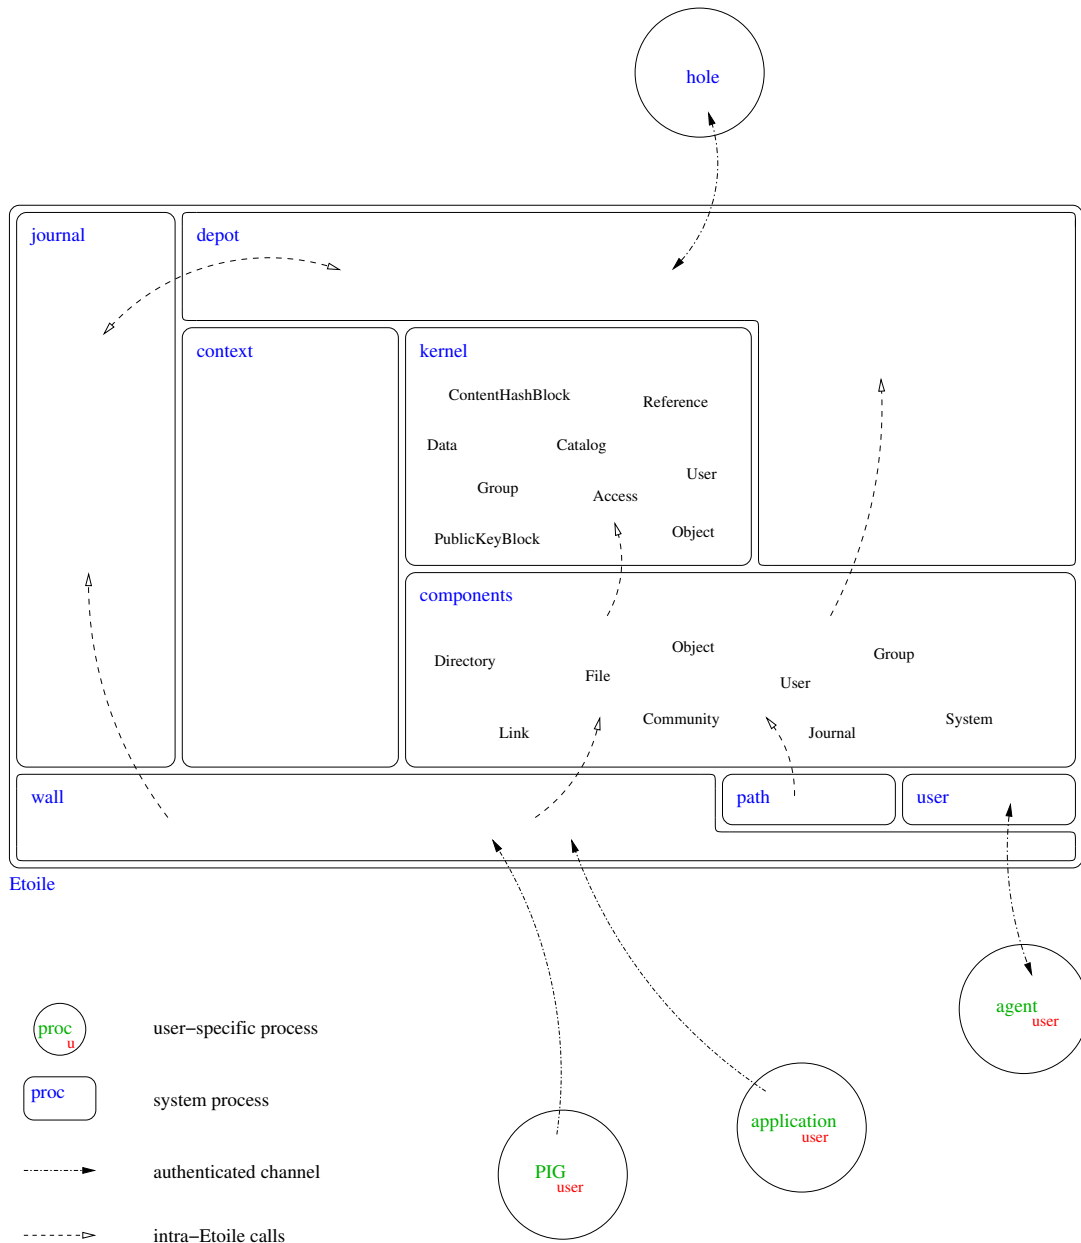 hole
journal
depot
context
kernel
ContentHashBlock
Reference
Data
Catalog
User
Group
Access
PublicKeyBlock
Object
components
Directory
Object
Group
File
User
Link
Community
Journal
System
wall
path
user
Etoile
agent
user
proc
u
user−specific process
proc
system process
application
user
authenticated channel
PIG
user
intra−Etoile calls